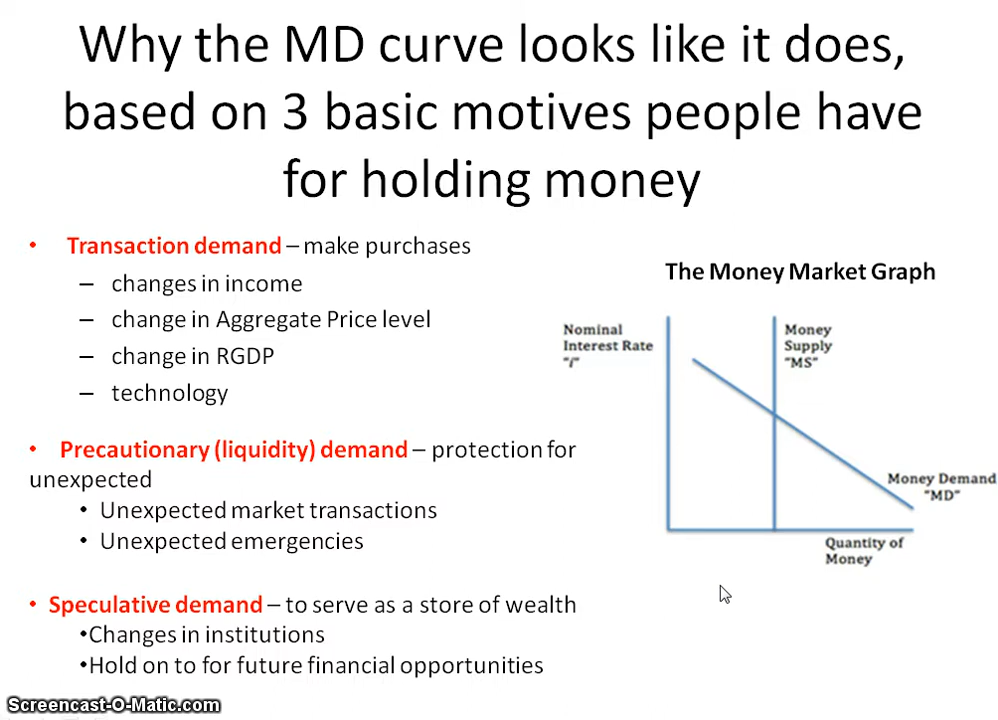 Why the MD curve looks like it does,
based on 3 basic motives people have
for holding money
• Transaction demand – make purchases
– changes in income
– change in Aggregate Price level
– change in RGDP
– technology
• Precautionary (liquidity) demand – protection for
unexpected
• Unexpected market transactions
• Unexpected emergencies
• Speculative demand – to serve as a store of wealth
•Changes in institutions
•Hold on to for future financial opportunities
The Money Market Graph
Nominal
Interest Rate
"i"
Money
Supply
"MS"
Money Demand
"MD"
Quantity of
Money
Screencast-O-Matic.com